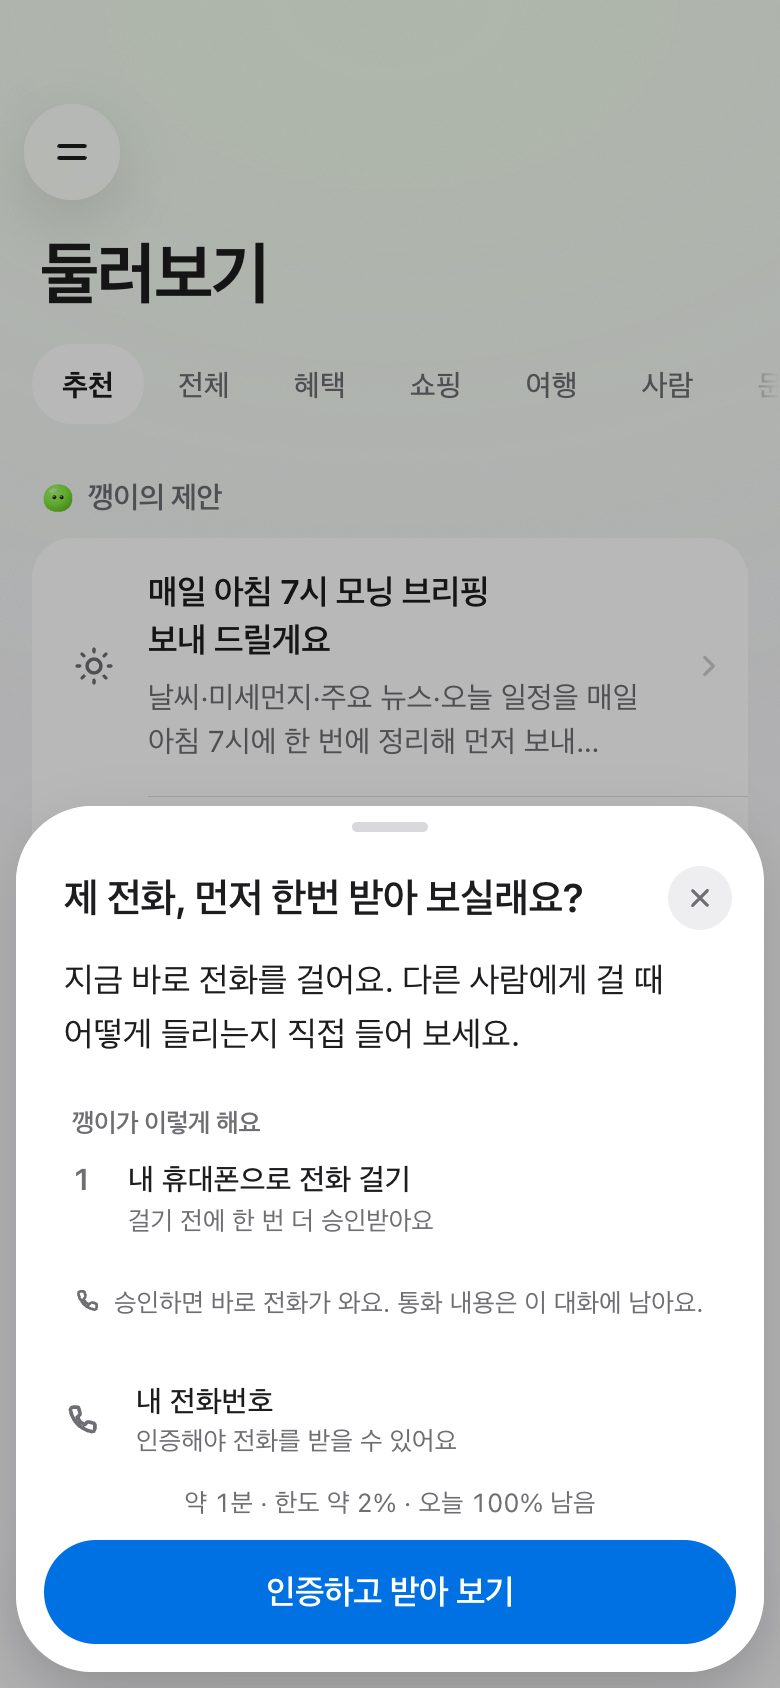 둘러보기
추천 전체 혜택 쇼핑 여행 사람
깽이의 제안
매일 아침 7시 모닝 브리핑
보내 드릴게요
날씨·미세먼지·주요 뉴스·오늘 일정을 매일
아침 7시에 한 번에 정리해 먼저 보내...
제 전화, 먼저 한번 받아 보실래요?
지금 바로 전화를 걸어요. 다른 사람에게 걸 때
어떻게 들리는지 직접 들어 보세요.
깽이가 이렇게 해요
1 내 휴대폰으로 전화 걸기
걸기 전에 한 번 더 승인받아요
승인하면 바로 전화가 와요. 통화 내용은 이 대화에 남아요.
내 전화번호
인증해야 전화를 받을 수 있어요
약 1분 · 한도 약 2% · 오늘 100% 남음
인증하고 받아 보기